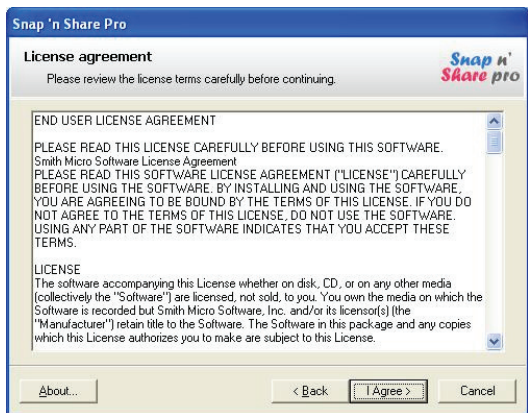 Snap 'n Share Pro
License agreement
Please review the license terms carefully before continuing.
Snap n'
Share pro
END USER LICENSE AGREEMENT
PLEASE READ THIS LICENSE CAREFULLY BEFORE USING THIS SOFTWARE.
Smith Micro Software License Agreement
PLEASE READ THIS SOFTWARE LICENSE AGREEMENT ("LICENSE") CAREFULLY
BEFORE USING THE SOFTWARE. BY INSTALLING AND USING THE SOFTWARE,
YOU ARE AGREEING TO BE BOUND BY THE TERMS OF THIS LICENSE. IF YOU DO
NOT AGREE TO THE TERMS OF THIS LICENSE, DO NOT USE THE SOFTWARE.
USING ANY PART OF THE SOFTWARE INDICATES THAT YOU ACCEPT THESE
TERMS.
LICENSE
The software accompanying this License whether on disk, CD, or on any other media
(collectively the "Software") are licensed, not sold, to you. You own the media on which the
Software is recorded but Smith Micro Software, Inc. and/or its licensor(s) (the
"Manufacturer") retain title to the Software. The Software in this package and any copies
which this License authorizes you to make are subject to this License.
About... < Back I Agree > Cancel